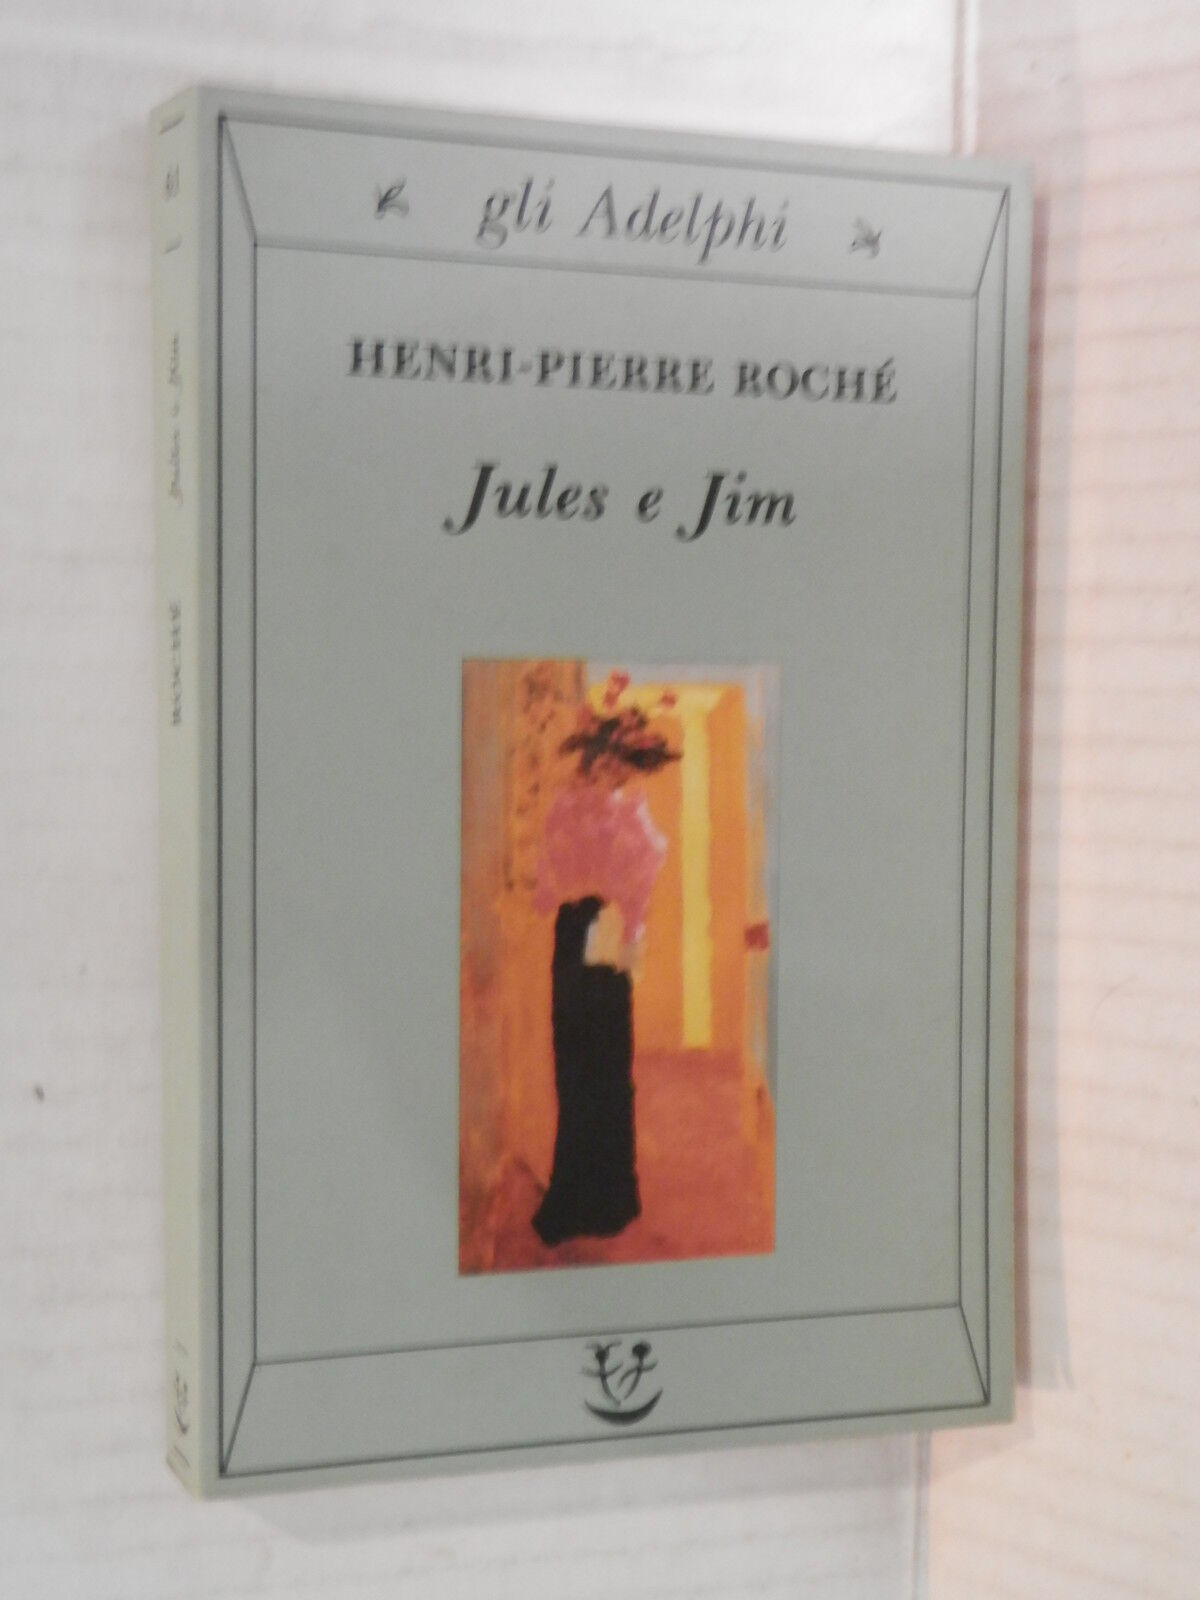 gli Adelphi
HENRI-PIERRE ROCHÉ
Jules e Jim
Jules e Jim
ROCHÉ